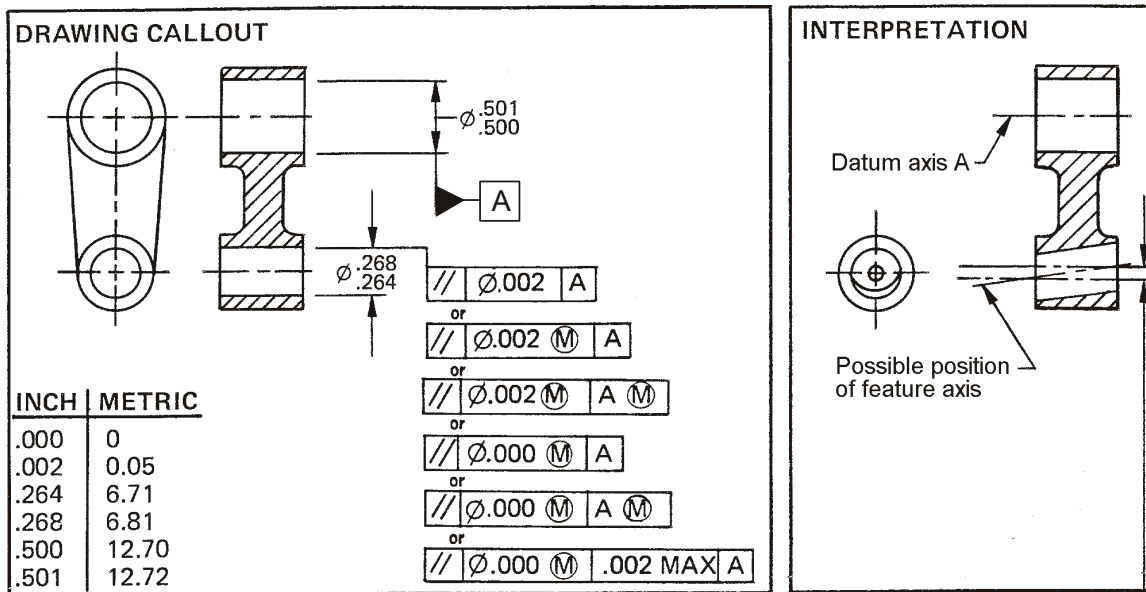 DRAWING CALLOUT
Ø .501
.500
A
Ø .268
.264
// Ø.002 A
or
// Ø.002 Ⓜ A
or
// Ø.002 Ⓜ A Ⓜ
or
// Ø.000 Ⓜ A
or
// Ø.000 Ⓜ A Ⓜ
or
// Ø.000 Ⓜ .002 MAX A
INCH METRIC
.000 0
.002 0.05
.264 6.71
.268 6.81
.500 12.70
.501 12.72
INTERPRETATION
Datum axis A
Possible position
of feature axis